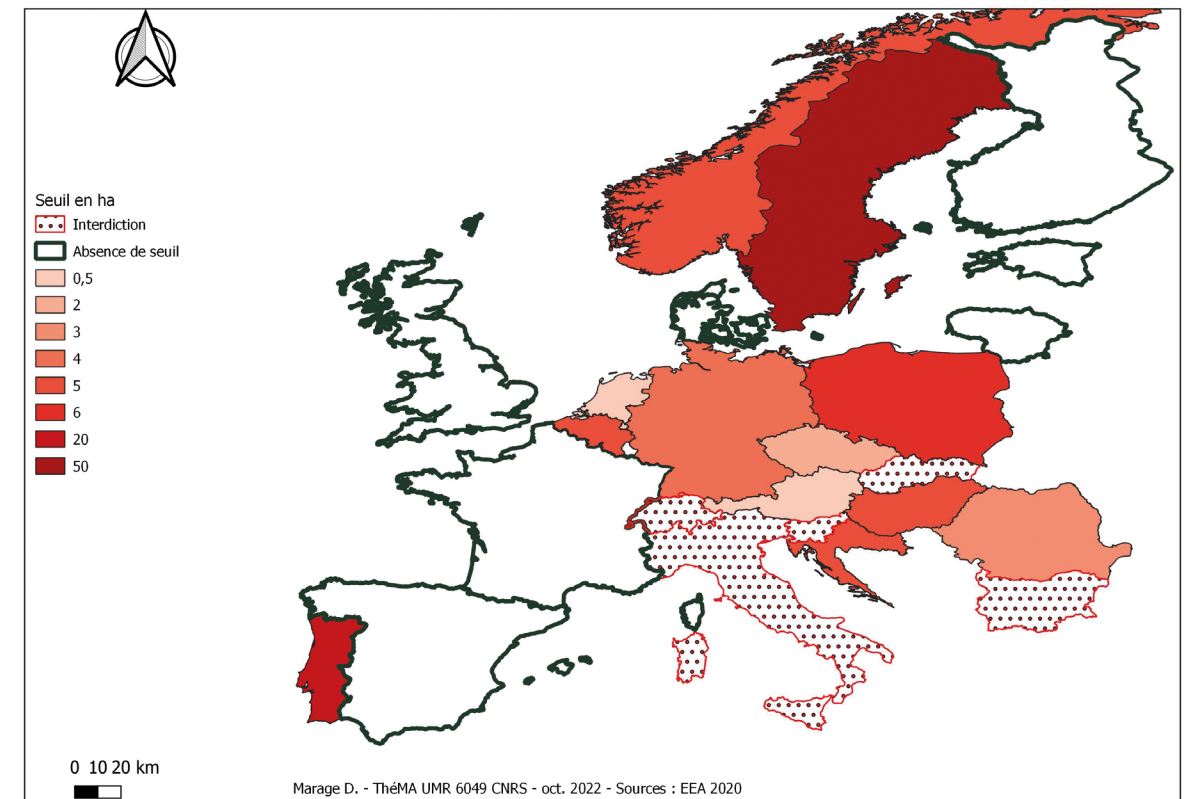 Seuil en ha
Interdiction
Absence de seuil
0,5
2
3
4
5
6
20
50
0 10 20 km
Marage D. - ThéMA UMR 6049 CNRS - oct. 2022 - Sources : EEA 2020